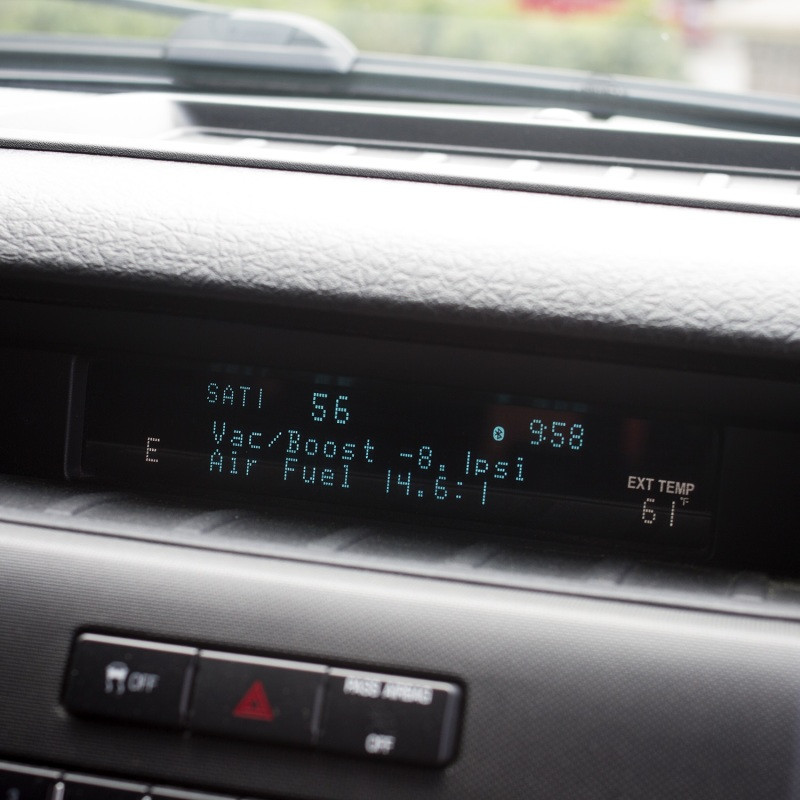 SAT1 56 9:58
Vac/Boost -8.1psi
E Air Fuel 14.6:1
EXT TEMP
61°F
OFF
PASS AIRBAG
OFF